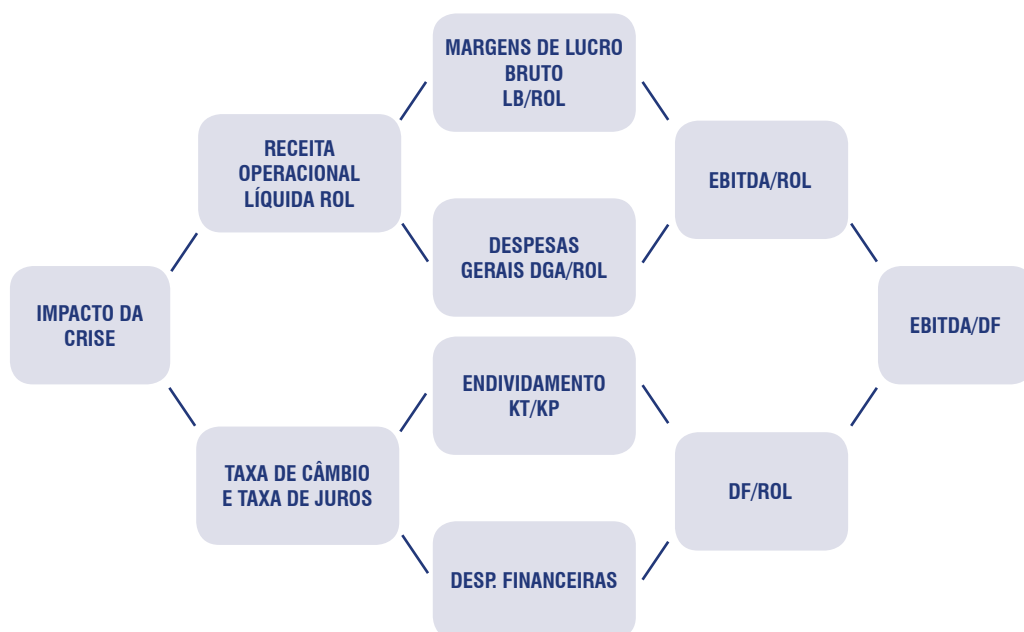 MARGENS DE LUCRO
BRUTO
LB/ROL
RECEITA
OPERACIONAL
LÍQUIDA ROL
EBITDA/ROL
DESPESAS
GERAIS DGA/ROL
IMPACTO DA
CRISE
EBITDA/DF
ENDIVIDAMENTO
KT/KP
TAXA DE CÂMBIO
E TAXA DE JUROS
DF/ROL
DESP. FINANCEIRAS